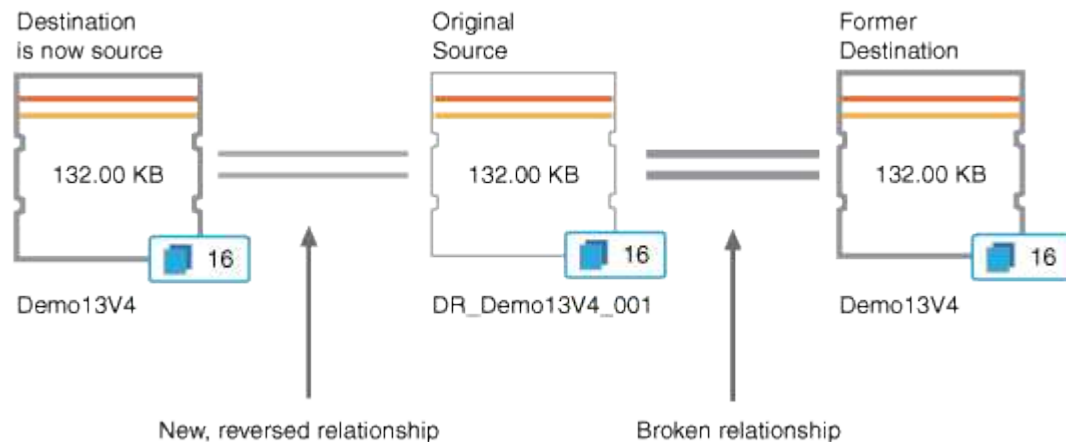 Destination
is now source
Original
Source
Former
Destination
132.00 KB
132.00 KB
132.00 KB
16
16
16
Demo13V4
DR_Demo13V4_001
Demo13V4
New, reversed relationship
Broken relationship